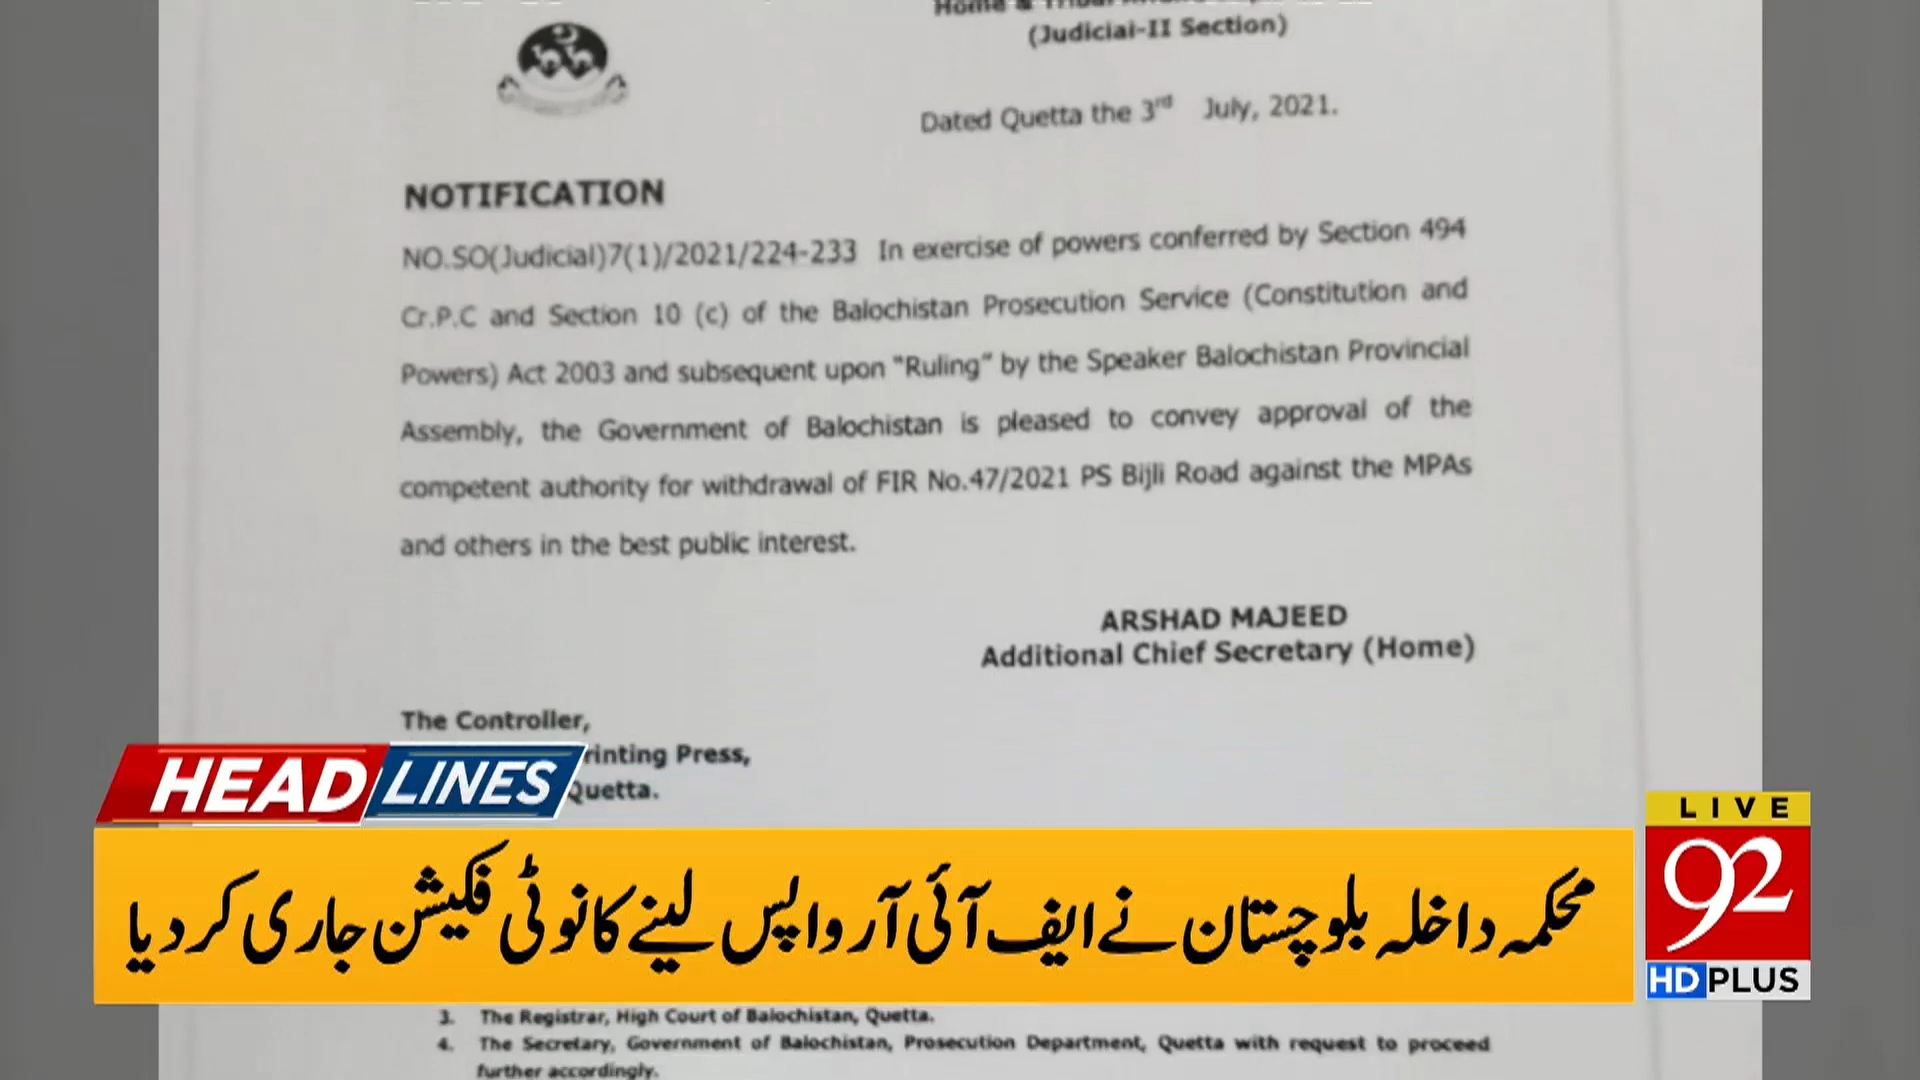 Home & Tribal
(Judicial-II Section)
Dated Quetta the 3rd July, 2021.
NOTIFICATION
NO.SO(Judicial)7(1)/2021/224-233 In exercise of powers conferred by Section 494
Cr.P.C and Section 10 (c) of the Balochistan Prosecution Service (Constitution and
Powers) Act 2003 and subsequent upon "Ruling" by the Speaker Balochistan Provincial
Assembly, the Government of Balochistan is pleased to convey approval of the
competent authority for withdrawal of FIR No.47/2021 PS Bijli Road against the MPAs
and others in the best public interest.
ARSHAD MAJEED
Additional Chief Secretary (Home)
The Controller,
rinting Press,
Quetta.
HEADLINES
محکمہ داخلہ بلوچستان نے ایف آئی آر واپس لینے کا نوٹی فکیشن جاری کر دیا
LIVE
92
HD PLUS
3. The Registrar, High Court of Balochistan, Quetta.
4. The Secretary, Government of Balochistan, Prosecution Department, Quetta with request to proceed
further accordingly.